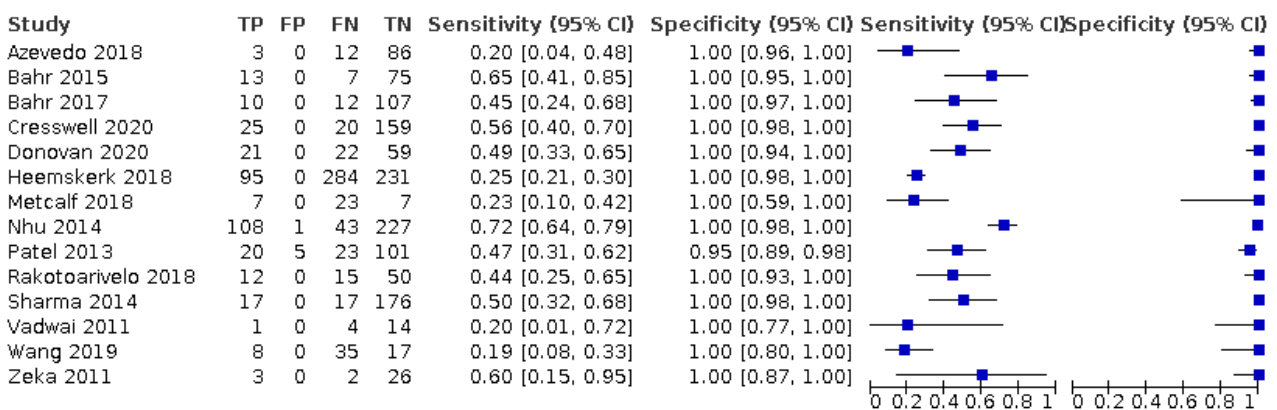 Study TP FP FN TN Sensitivity (95% CI) Specificity (95% CI) Sensitivity (95% CI)Specificity (95% CI)
Azevedo 2018 3 0 12 86 0.20 [0.04, 0.48] 1.00 [0.96, 1.00]
Bahr 2015 13 0 7 75 0.65 [0.41, 0.85] 1.00 [0.95, 1.00]
Bahr 2017 10 0 12 107 0.45 [0.24, 0.68] 1.00 [0.97, 1.00]
Cresswell 2020 25 0 20 159 0.56 [0.40, 0.70] 1.00 [0.98, 1.00]
Donovan 2020 21 0 22 59 0.49 [0.33, 0.65] 1.00 [0.94, 1.00]
Heemskerk 2018 95 0 284 231 0.25 [0.21, 0.30] 1.00 [0.98, 1.00]
Metcalf 2018 7 0 23 7 0.23 [0.10, 0.42] 1.00 [0.59, 1.00]
Nhu 2014 108 1 43 227 0.72 [0.64, 0.79] 1.00 [0.98, 1.00]
Patel 2013 20 5 23 101 0.47 [0.31, 0.62] 0.95 [0.89, 0.98]
Rakotoarivelo 2018 12 0 15 50 0.44 [0.25, 0.65] 1.00 [0.93, 1.00]
Sharma 2014 17 0 17 176 0.50 [0.32, 0.68] 1.00 [0.98, 1.00]
Vadwai 2011 1 0 4 14 0.20 [0.01, 0.72] 1.00 [0.77, 1.00]
Wang 2019 8 0 35 17 0.19 [0.08, 0.33] 1.00 [0.80, 1.00]
Zeka 2011 3 0 2 26 0.60 [0.15, 0.95] 1.00 [0.87, 1.00]
0 0.2 0.4 0.6 0.8 1 0 0.2 0.4 0.6 0.8 1